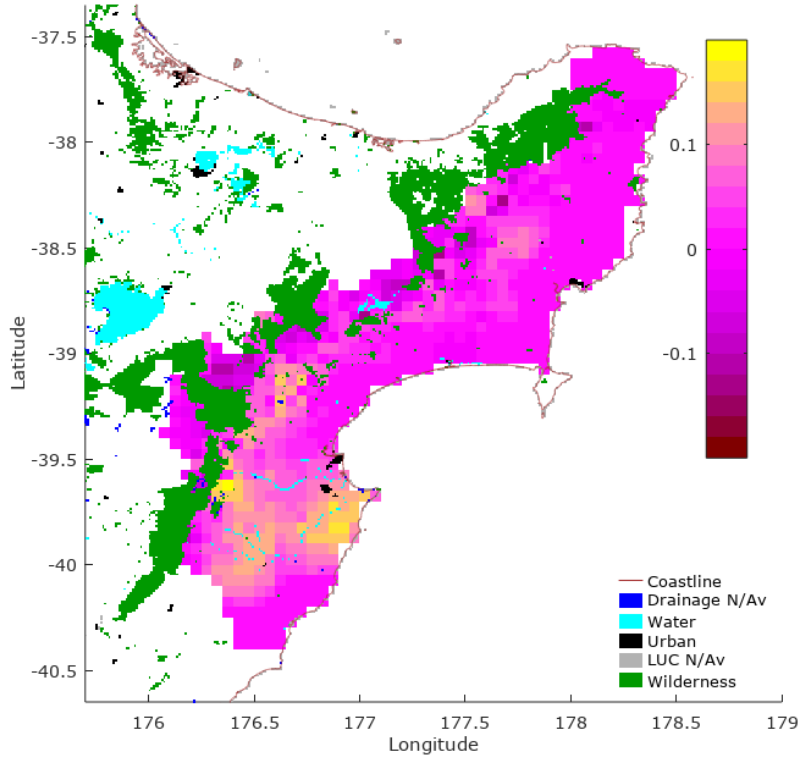 -37.5
-38
-38.5
-39
-39.5
-40
-40.5
Latitude
176
176.5
177
177.5
178
178.5
179
Longitude
0.1
0
-0.1
Coastline
Drainage N/Av
Water
Urban
LUC N/Av
Wilderness